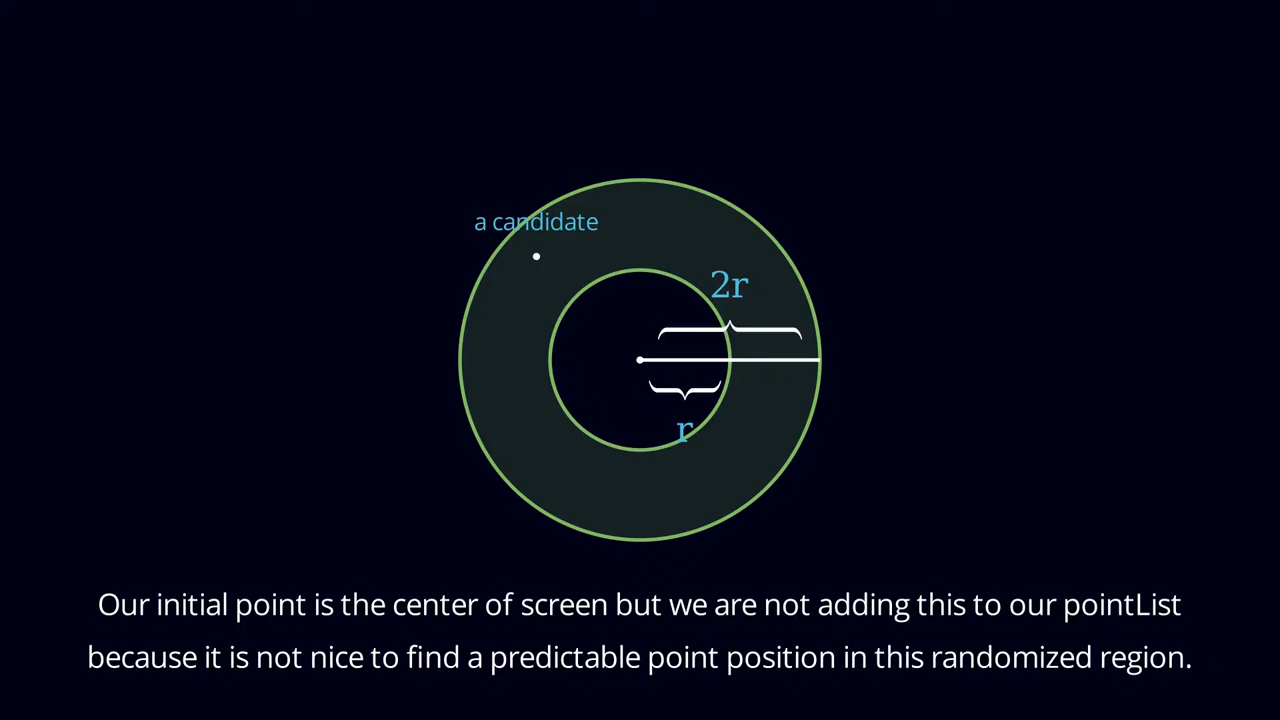 a candidate
2r
r
Our initial point is the center of screen but we are not adding this to our pointList
because it is not nice to find a predictable point position in this randomized region.